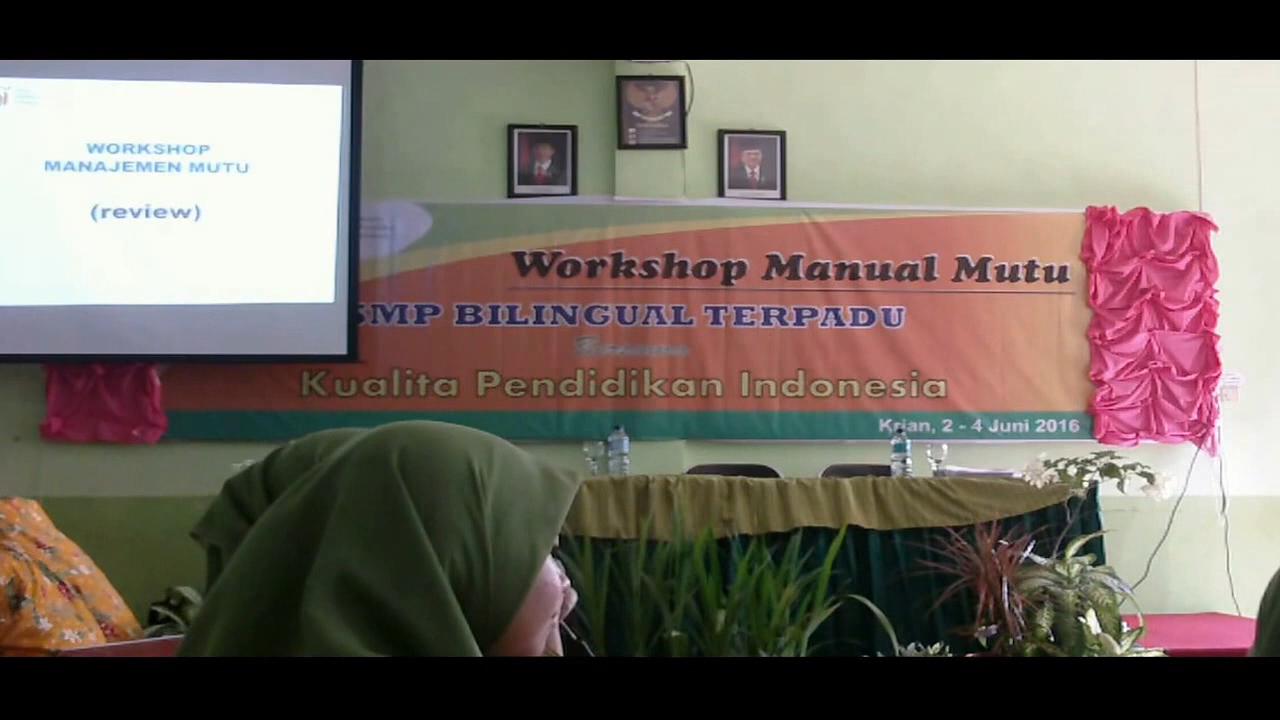 WORKSHOP
MANAJEMEN MUTU
(review)
Workshop Manual Mutu
SMP BILINGUAL TERPADU
Kualita Pendidikan Indonesia
Krian, 2 - 4 Juni 2016